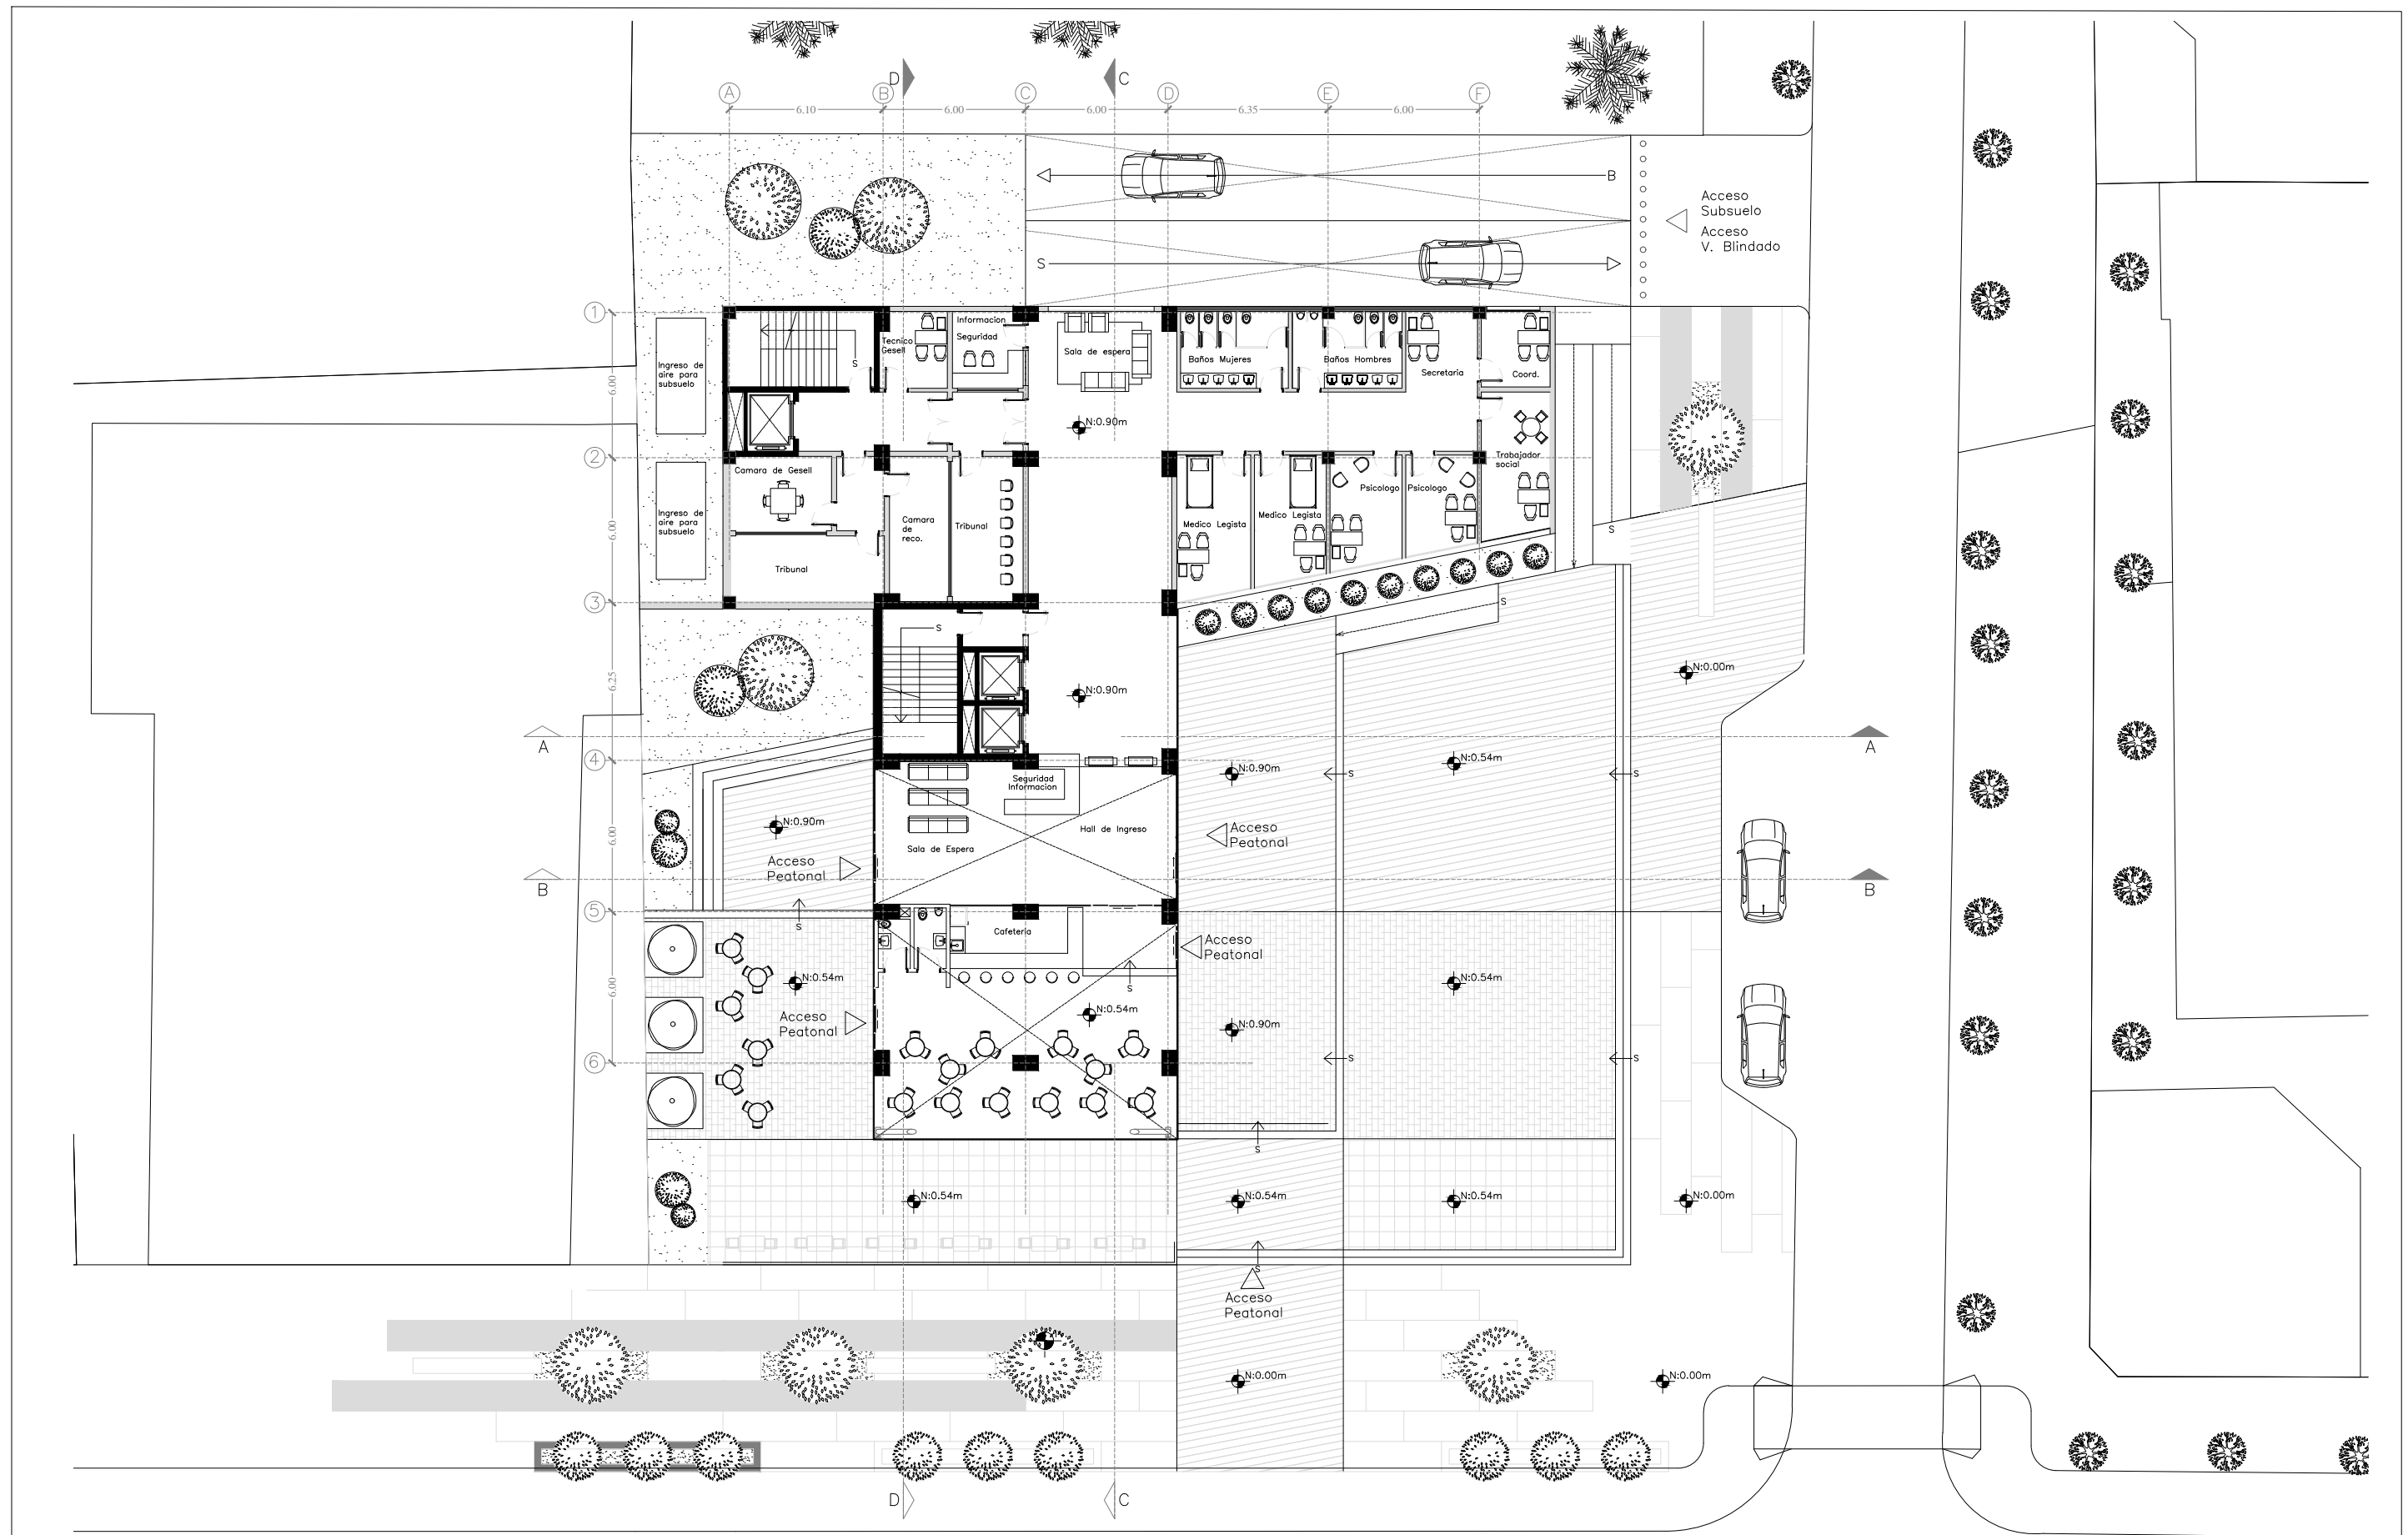 D
C
A
B
C
D
E
F
6.10
6.00
6.00
6.35
6.00
B
S
Acceso
Subsuelo
Acceso
V. Blindado
1
2
3
4
5
6
6.00
6.00
6.25
6.00
6.00
Ingreso de
aire para
subsuelo
Ingreso de
aire para
subsuelo
S
Tecnico
Gesell
Informacion
Seguridad
Sala de espera
Baños Mujeres
Baños Hombres
Secretaria
Coord.
N:0.90m
Camara de Gesell
Tribunal
Camara
de
reco.
Tribunal
Medico Legista
Medico Legista
Psicologo
Psicologo
Trabajador
social
S
S
S
N:0.90m
N:0.00m
A
A
N:0.90m
S
N:0.54m
S
Seguridad
Informacion
Hall de Ingreso
Sala de Espera
N:0.90m
Acceso
Peatonal
Acceso
Peatonal
B
B
S
Cafeteria
Acceso
Peatonal
S
N:0.54m
N:0.54m
N:0.54m
Acceso
Peatonal
N:0.90m
S
S
S
N:0.54m
N:0.54m
N:0.54m
N:0.00m
S
Acceso
Peatonal
N:0.00m
N:0.00m
D
C